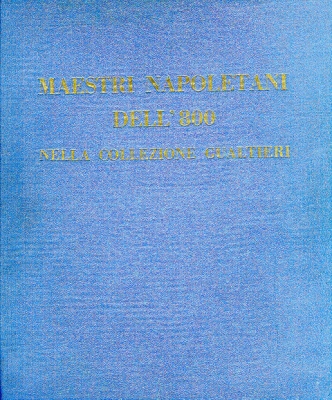 MAESTRI NAPOLETANI
DELL'800
NELLA COLLEZIONE GUALTIERI